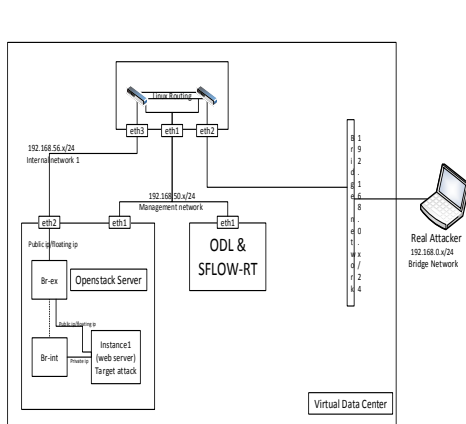 Linux Routing
eth3
eth1
eth2
192.168.56.x/24
Internal network 1
192.168.50.x/24
Management network
Bridge network
192.168.0.x/24
Real Attacker
192.168.0.x/24
Bridge Network
eth2
eth1
eth1
Public ip/floating ip
ODL &
SFLOW-RT
Br-ex
Openstack Server
Public ip/floating ip
Instance1
(web server)
Target attack
Br-int
Private ip
Virtual Data Center